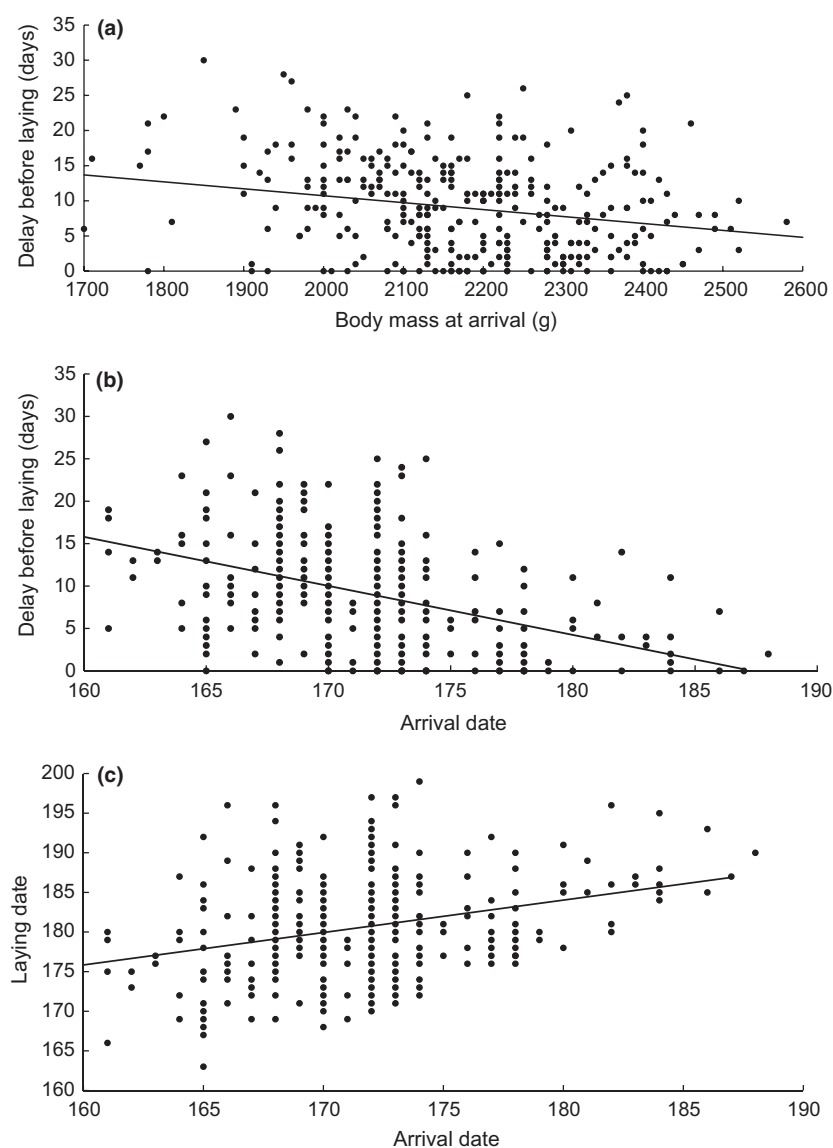 (a)
Delay before laying (days)
35
30
25
20
15
10
5
0
1700 1800 1900 2000 2100 2200 2300 2400 2500 2600
Body mass at arrival (g)
(b)
Delay before laying (days)
35
30
25
20
15
10
5
0
160 165 170 175 180 185 190
Arrival date
(c)
Laying date
200
195
190
185
180
175
170
165
160
160 165 170 175 180 185 190
Arrival date